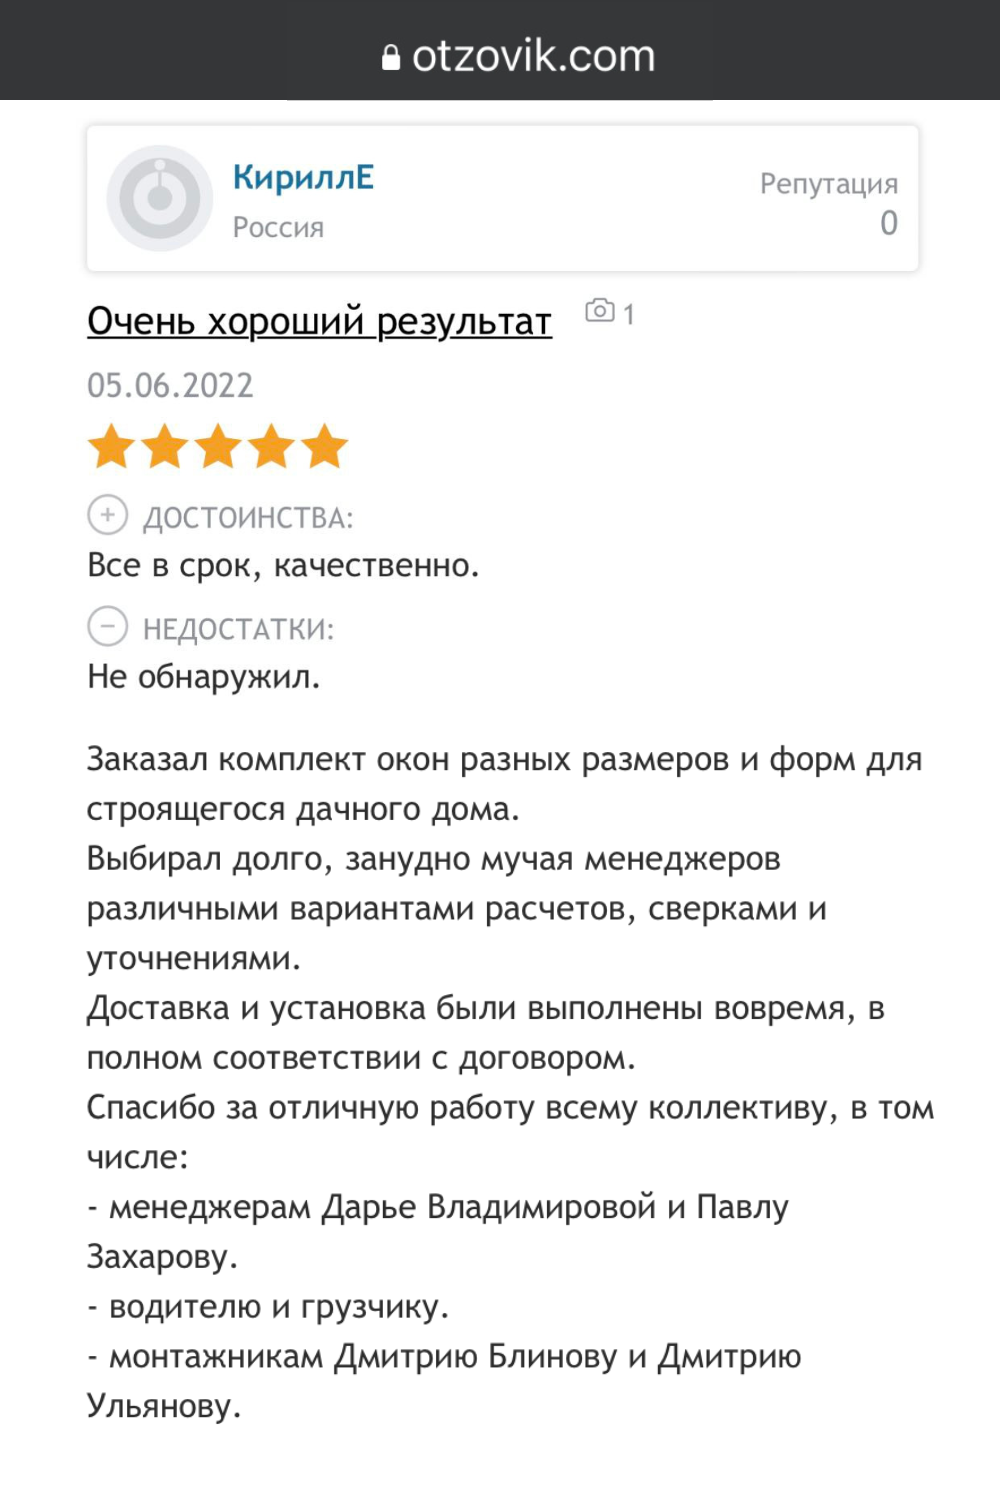 otzovik.com
КириллЕ
Репутация
Россия
0
Очень хороший результат 1
05.06.2022
ДОСТОИНСТВА:
Все в срок, качественно.
НЕДОСТАТКИ:
Не обнаружил.
Заказал комплект окон разных размеров и форм для
строящегося дачного дома.
Выбирал долго, занудно мучая менеджеров
различными вариантами расчетов, сверками и
уточнениями.
Доставка и установка были выполнены вовремя, в
полном соответствии с договором.
Спасибо за отличную работу всему коллективу, в том
числе:
- менеджерам Дарье Владимировой и Павлу
Захарову.
- водителю и грузчику.
- монтажникам Дмитрию Блинову и Дмитрию
Ульянову.